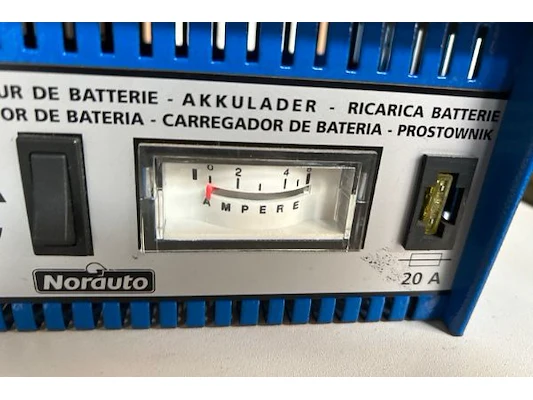 UR DE BATTERIE - AKKULADER - RICARICA BATTERIE
OR DE BATERIA - CARREGADOR DE BATERIA - PROSTOWNIK
0 2 4
AMPERE
Norauto
20 A